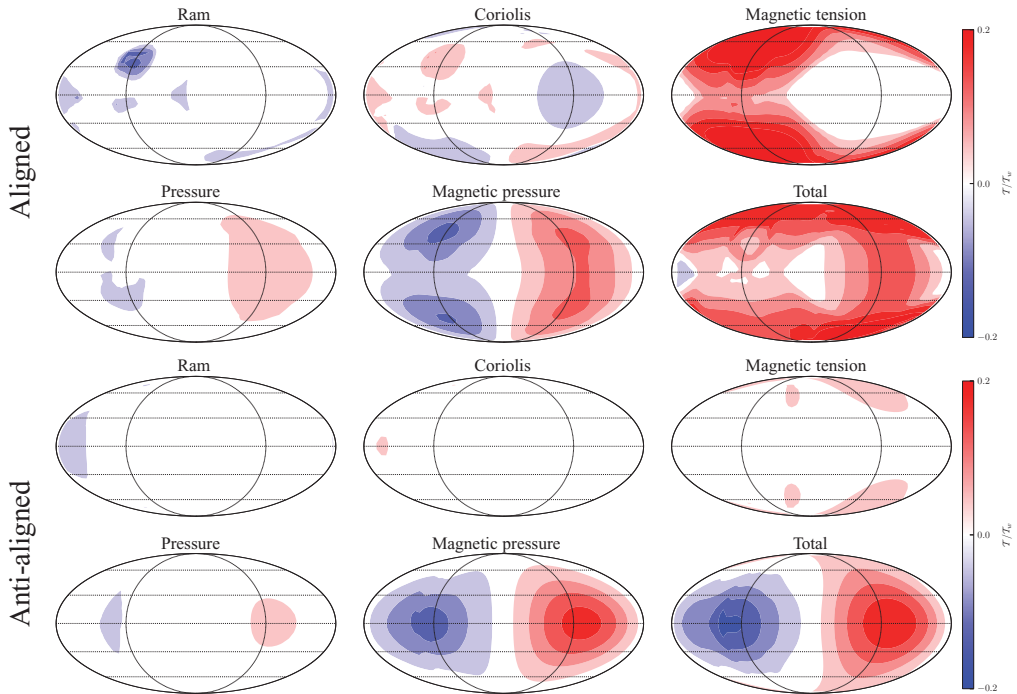 Ram Coriolis Magnetic tension
0.2
Aligned
0.0
T/T_w
Pressure Magnetic pressure Total
−0.2
Ram Coriolis Magnetic tension
0.2
Anti-aligned
0.0
T/T_w
Pressure Magnetic pressure Total
−0.2